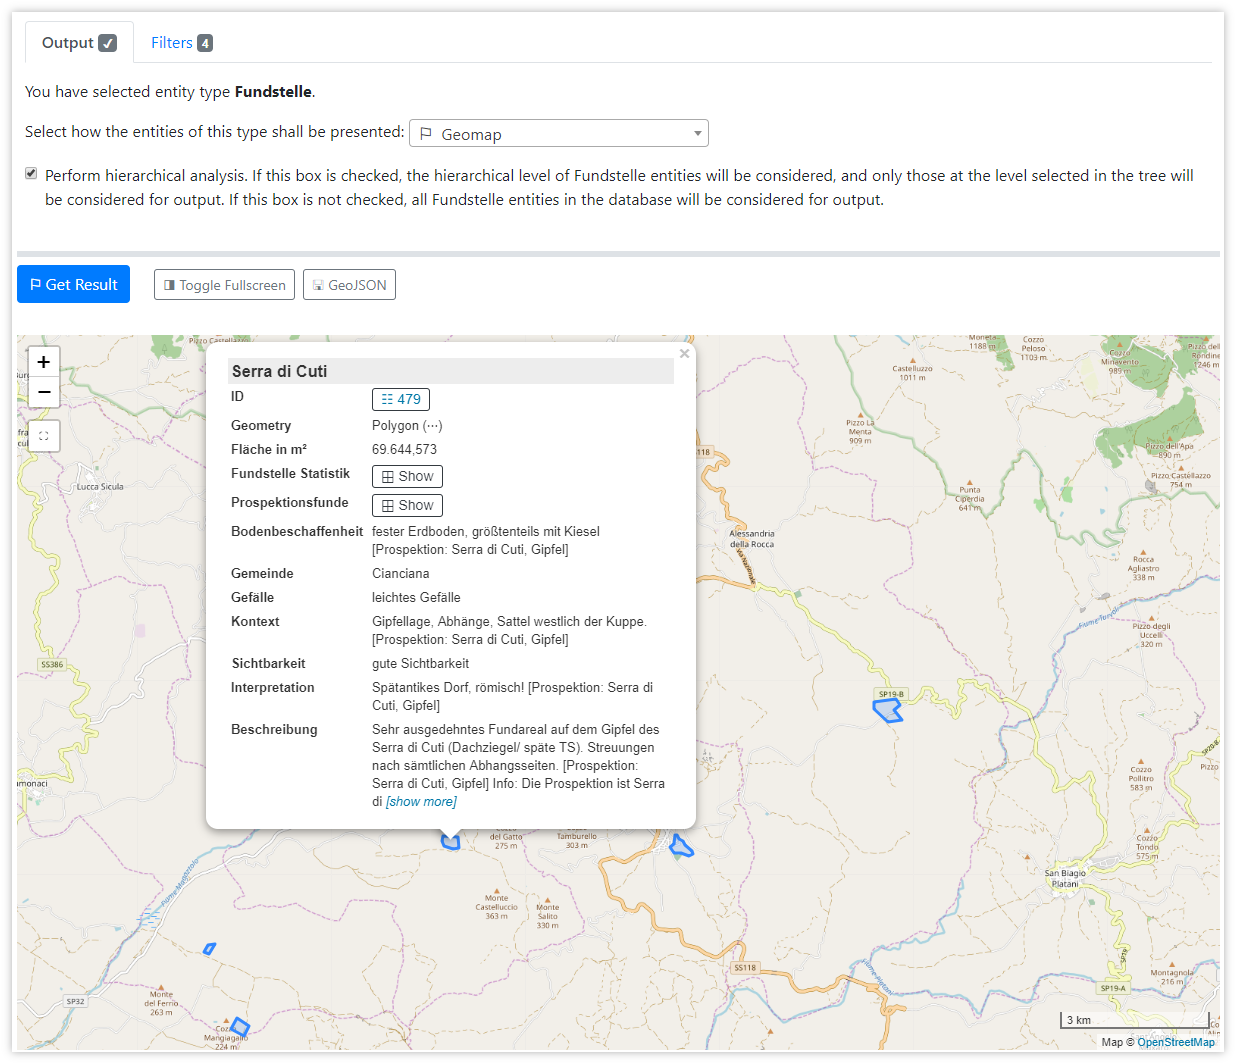 Output ✓ Filters 4
You have selected entity type Fundstelle.
Select how the entities of this type shall be presented: Geomap
Perform hierarchical analysis. If this box is checked, the hierarchical level of Fundstelle entities will be considered, and only those at the level selected in the tree will
be considered for output. If this box is not checked, all Fundstelle entities in the database will be considered for output.
Get Result Toggle Fullscreen GeoJSON
+
−
Serra di Cuti ×
ID 479
Geometry Polygon (···)
Fläche in m² 69.644,573
Fundstelle Statistik Show
Prospektionsfunde Show
Bodenbeschaffenheit fester Erdboden, größtenteils mit Kiesel
[Prospektion: Serra di Cuti, Gipfel]
Gemeinde Cianciana
Gefälle leichtes Gefälle
Kontext Gipfellage, Abhänge, Sattel westlich der Kuppe.
[Prospektion: Serra di Cuti, Gipfel]
Sichtbarkeit gute Sichtbarkeit
Interpretation Spätantikes Dorf, römisch! [Prospektion: Serra di
Cuti, Gipfel]
Beschreibung Sehr ausgedehntes Fundareal auf dem Gipfel des
Serra di Cuti (Dachziegel/ späte TS). Streuungen
nach sämtlichen Abhangsseiten. [Prospektion:
Serra di Cuti, Gipfel] Info: Die Prospektion ist Serra
di [show more]
Pizzo Castelluzzo
Lucca Sicula
SS386
1188 m
Cozzo
Peloso
1103 m
Cozzo
Minavento
989 m
Pizzo del
Rondine
1246 m
Castelluzzo
1011 m
Pizzo La
Menta
909 m
118
Pizzo dell'Apa
890 m
Pizzo Castellazzo
754 m
Punta
Ciperdia
641 m
Alessandria
della Rocca
Via Nazionale
Rocca
Agliastro
338 m
Fiume Turvoli
Pizzo degli
Uccelli
320 m
SP19-B
SP20-B
Pizzo
Cozzo
Pollitro
583 m
Cozzo
Tondo
575 m
San Biagio
Platani
del Gatto
275 m
Tamburello
303 m
Fiume Magazzolo
Monte
Castelluccio
363 m
Monte
Salito
330 m
SS118
Fiume Platani
SP19
Montagnola
216 m
SP19-A
SP32
Monte
del Ferrio
263 m
Mangiagallo
224 m
3 km
Map © OpenStreetMap